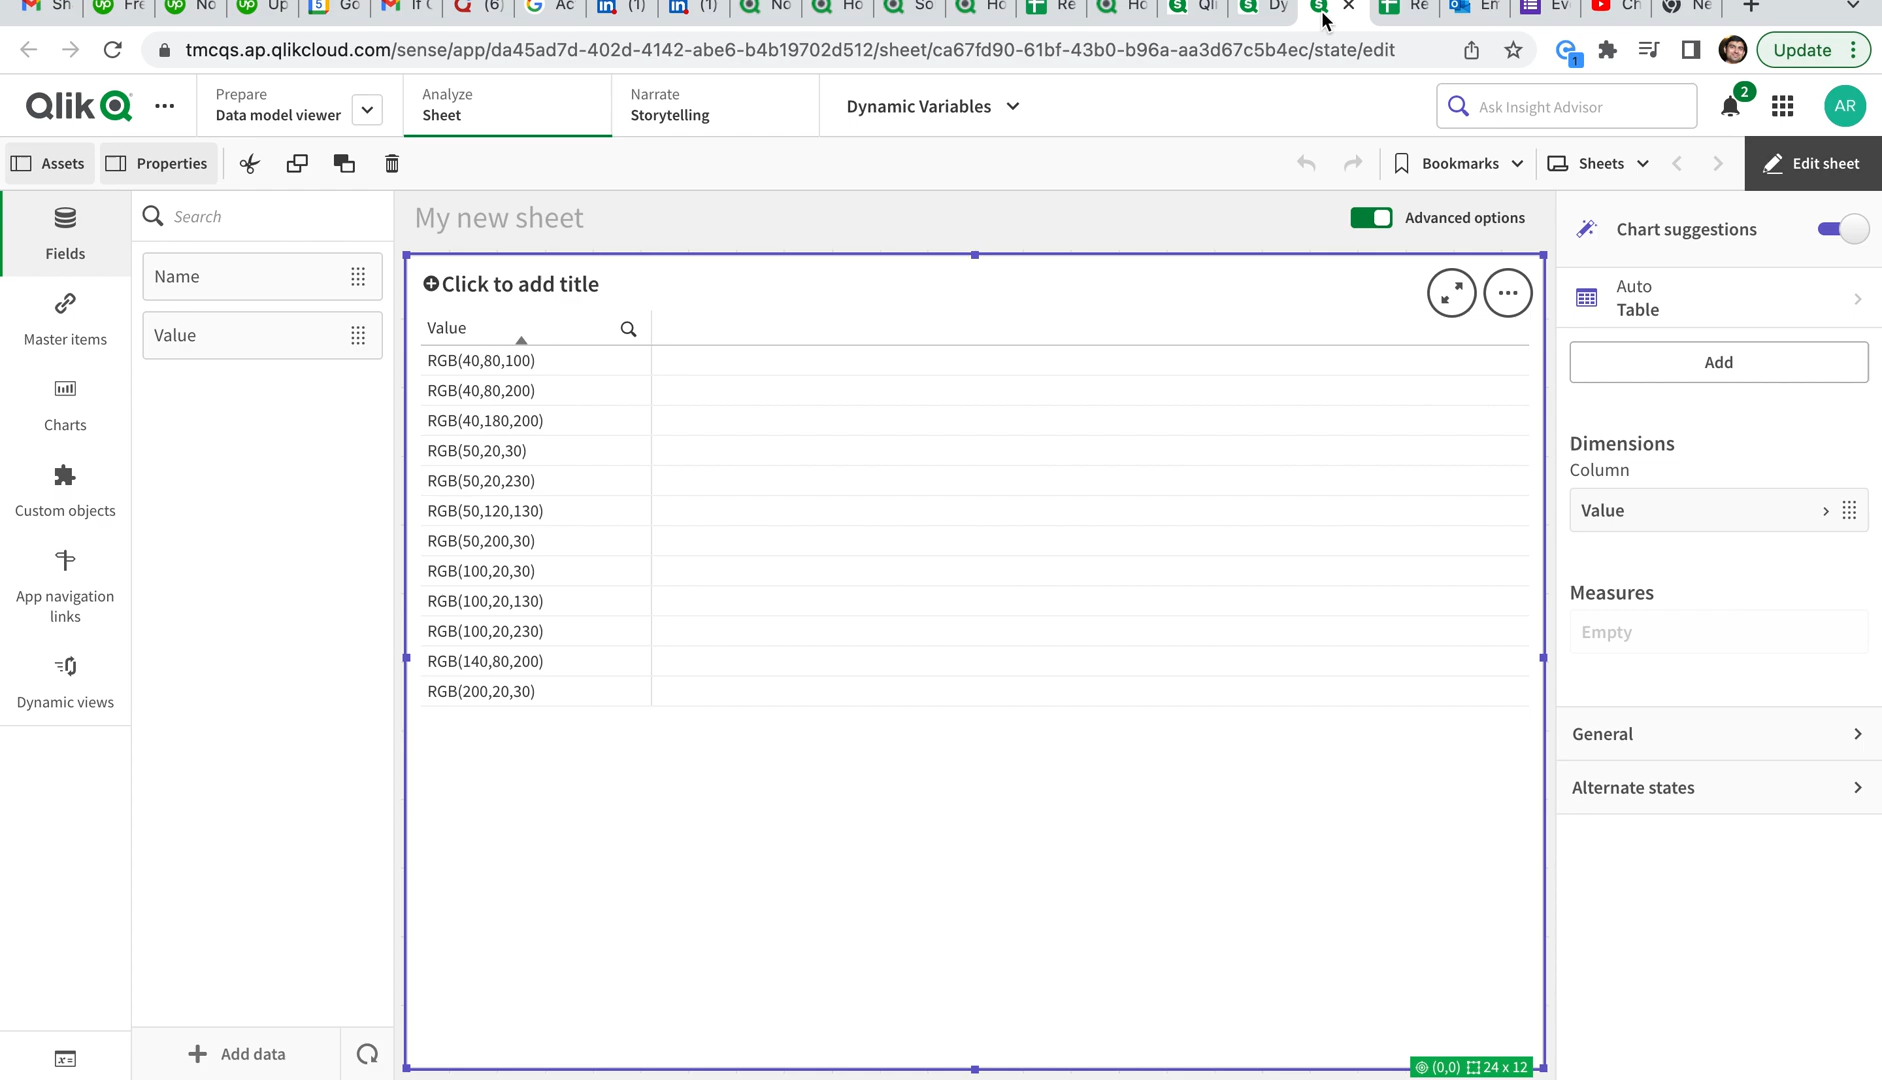 tmcqs.ap.qlikcloud.com/sense/app/da45ad7d-402d-4142-abe6-b4b19702d512/sheet/ca67fd90-61bf-43b0-b96a-aa3d67c5b4ec/state/edit
1
Update
Qlik
Prepare
Data model viewer
Analyze
Sheet
Narrate
Storytelling
Dynamic Variables
Ask Insight Advisor
2
AR
Assets
Properties
Bookmarks
Sheets
Edit sheet
Fields
Master items
Charts
Custom objects
App navigation
links
Dynamic views
Search
Name
Value
Add data
My new sheet
Advanced options
Click to add title
Value
RGB(40,80,100)
RGB(40,80,200)
RGB(40,180,200)
RGB(50,20,30)
RGB(50,20,230)
RGB(50,120,130)
RGB(50,200,30)
RGB(100,20,30)
RGB(100,20,130)
RGB(100,20,230)
RGB(140,80,200)
RGB(200,20,30)
(0,0) 24 x 12
Chart suggestions
Auto
Table
Add
Dimensions
Column
Value
Measures
Empty
General
Alternate states